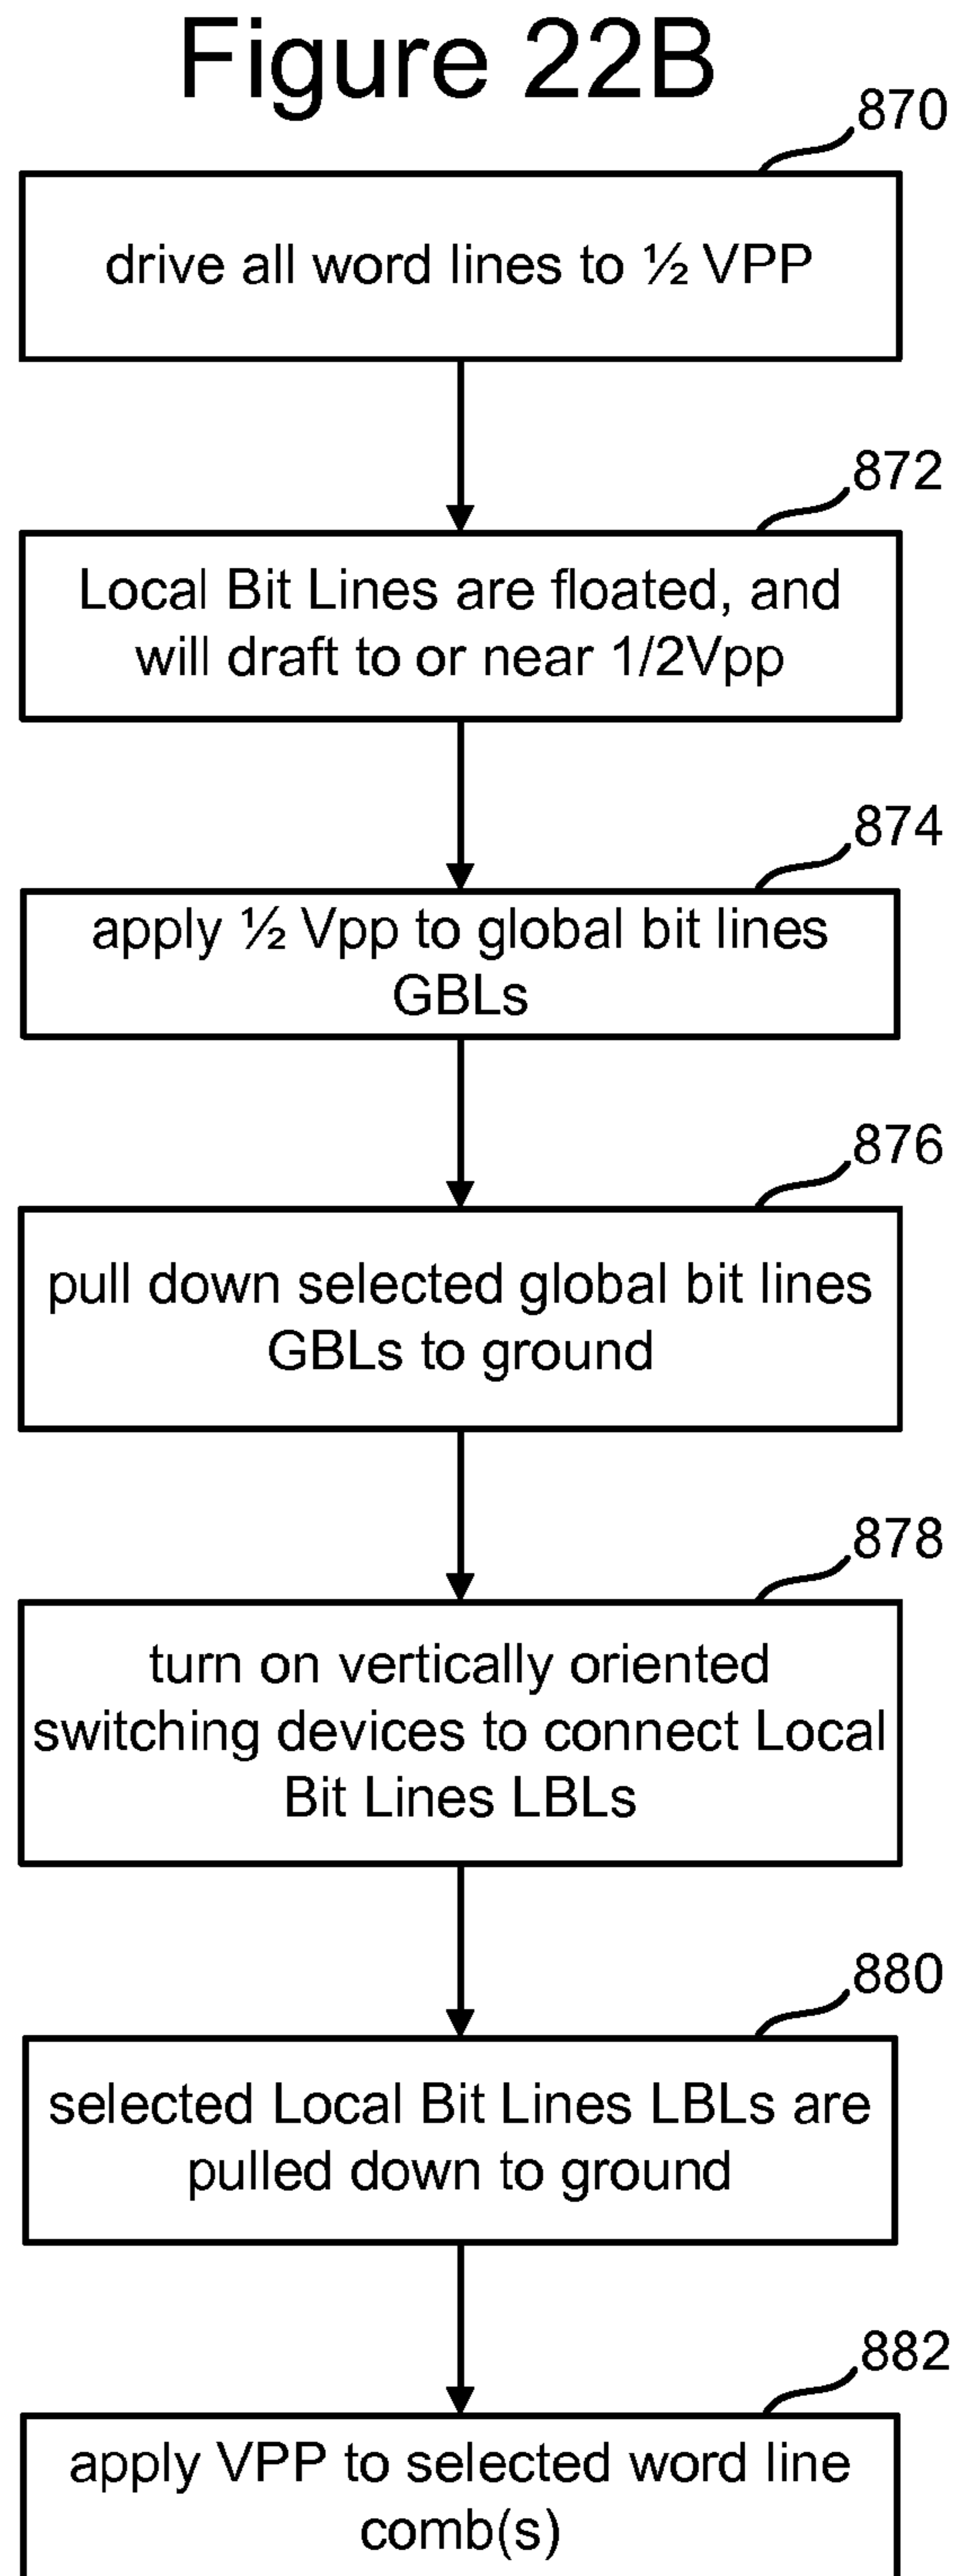 Figure 22B
870
drive all word lines to ½ VPP
872
Local Bit Lines are floated, and
will draft to or near 1/2Vpp
874
apply ½ Vpp to global bit lines
GBLs
876
pull down selected global bit lines
GBLs to ground
878
turn on vertically oriented
switching devices to connect Local
Bit Lines LBLs
880
selected Local Bit Lines LBLs are
pulled down to ground
882
apply VPP to selected word line
comb(s)